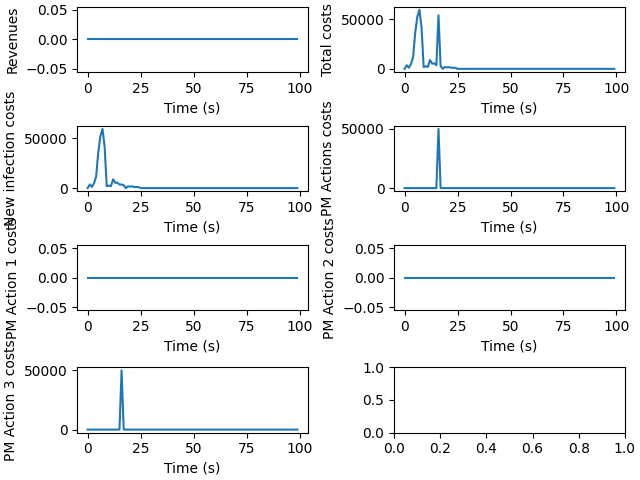 Revenues
0.05
0.00
−0.05
0 25 50 75 100
Time (s)
Total costs
50000
0
0 25 50 75 100
Time (s)
New infection costs
50000
0
0 25 50 75 100
Time (s)
PM Actions costs
50000
0
0 25 50 75 100
Time (s)
PM Action 1 costs
0.05
0.00
−0.05
0 25 50 75 100
Time (s)
PM Action 2 costs
0.05
0.00
−0.05
0 25 50 75 100
Time (s)
PM Action 3 costs
50000
0
0 25 50 75 100
Time (s)
1.0
0.5
0.0
0.0 0.2 0.4 0.6 0.8 1.0